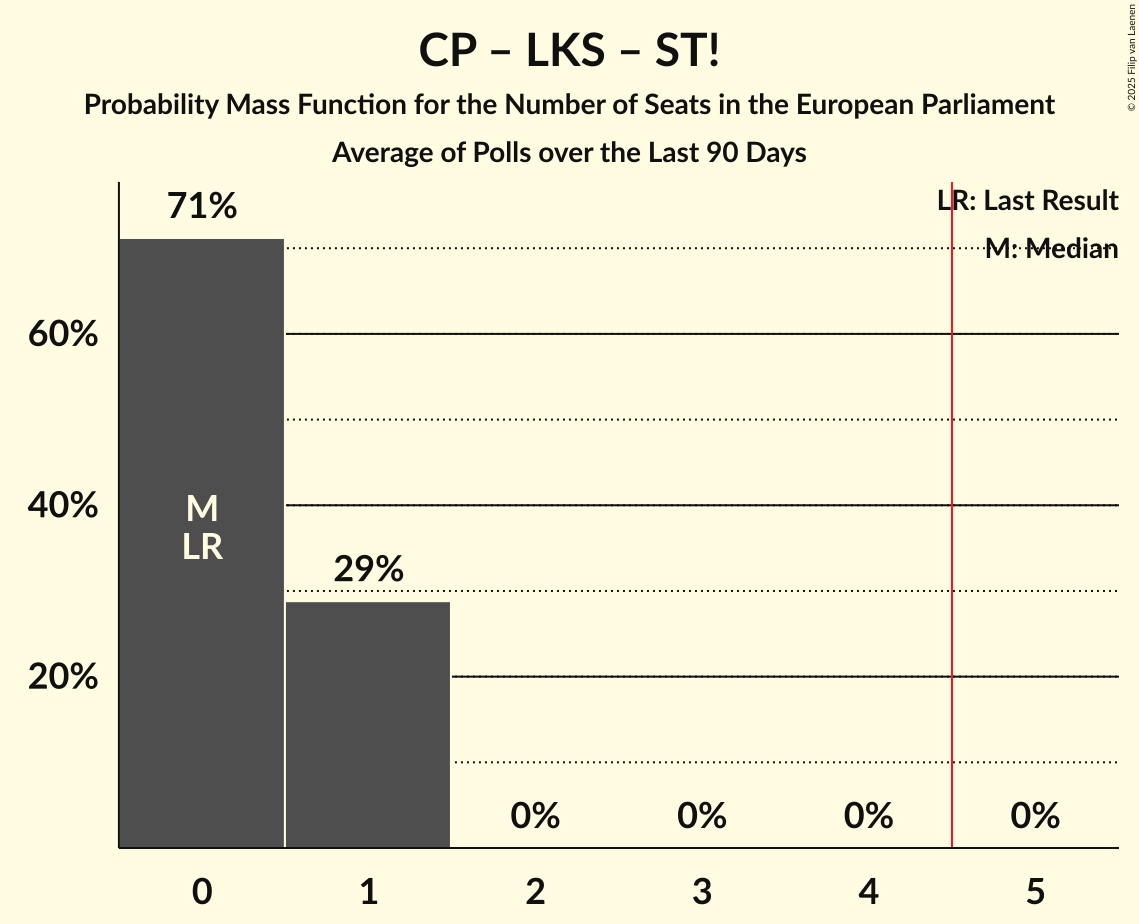 CP – LKS – ST!
Probability Mass Function for the Number of Seats in the European Parliament
Average of Polls over the Last 90 Days
© 2025 Filip van Laenen
LR: Last Result
M: Median
71%
60%
40%
20%
M
LR
29%
0%
0%
0%
0%
0
1
2
3
4
5